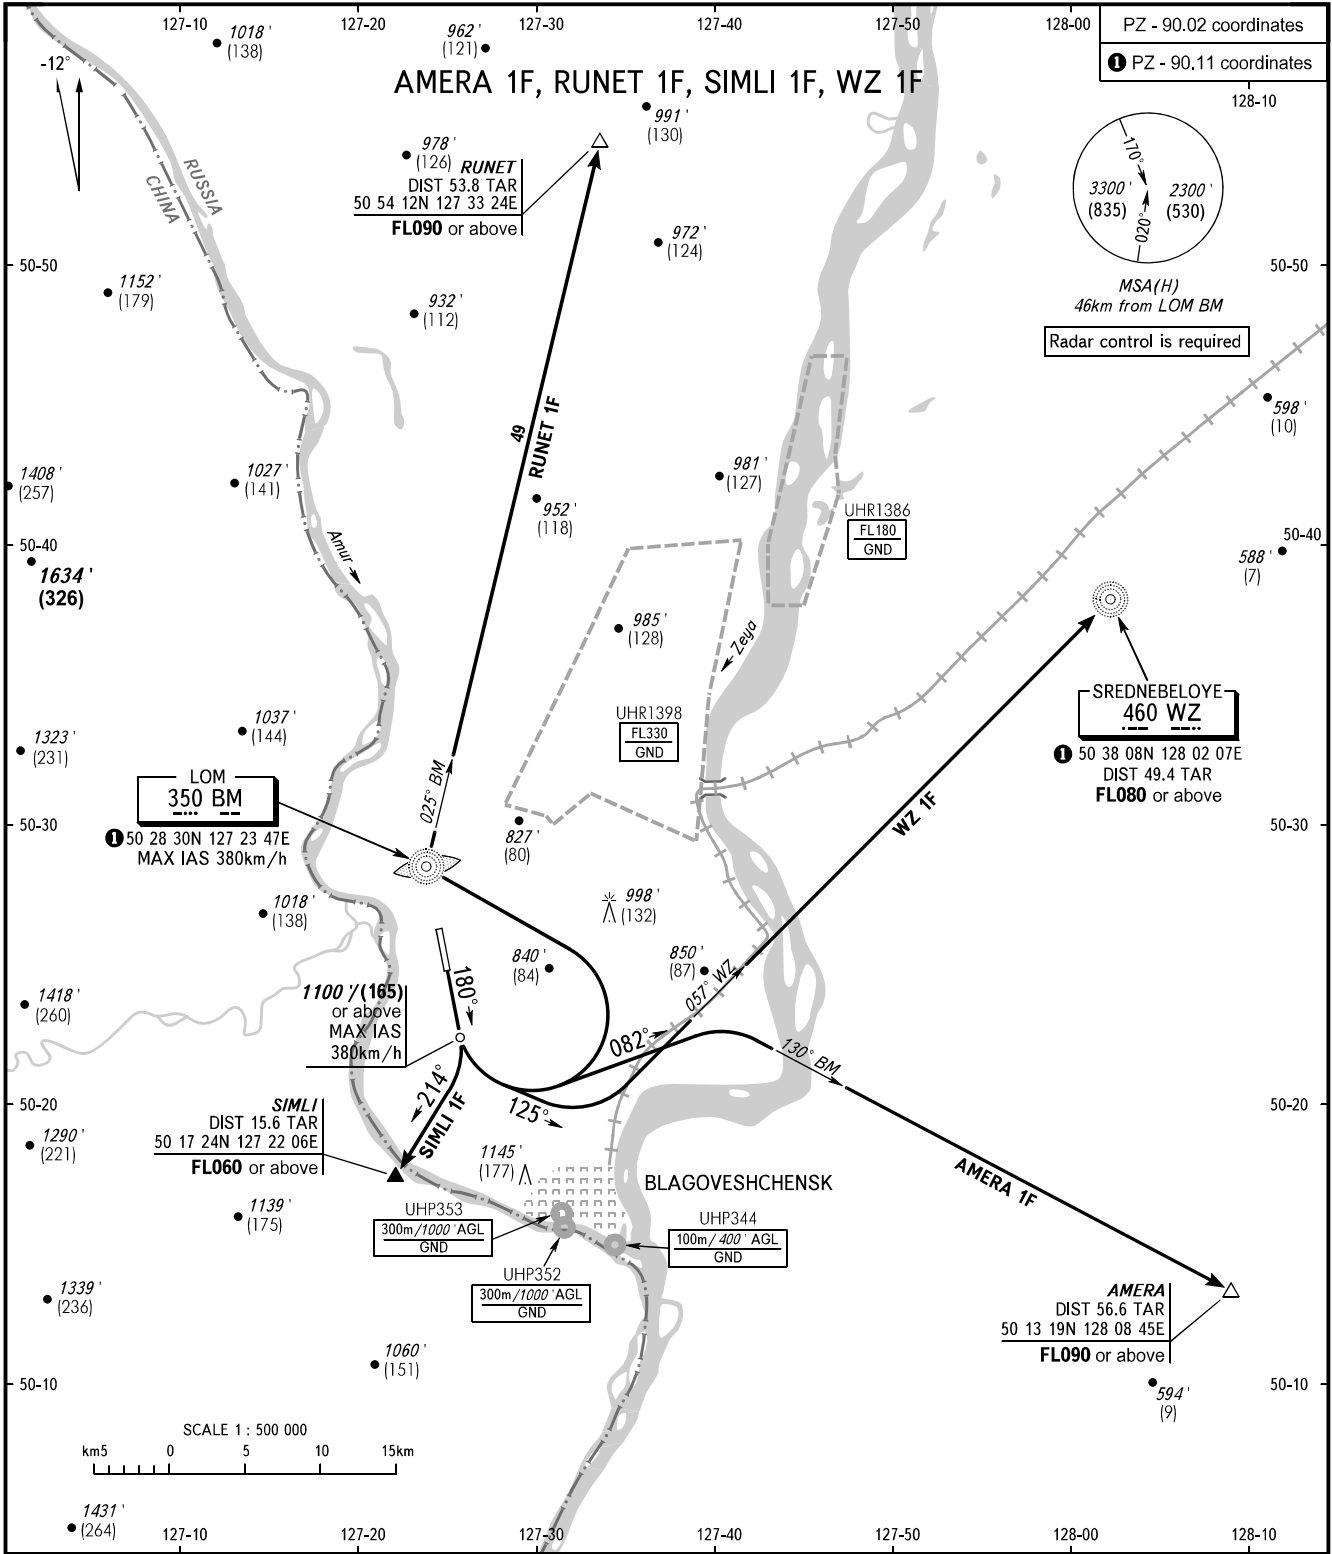 127-10
127-20
127-30
127-40
127-50
128-00
PZ - 90.02 coordinates
1 PZ - 90.11 coordinates
128-10
-12°
1018'
(138)
962'
(121)
AMERA 1F, RUNET 1F, SIMLI 1F, WZ 1F
991'
(130)
978'
(126)
RUNET
DIST 53.8 TAR
50 54 12N 127 33 24E
FL090 or above
RUSSIA
CHINA
170°
3300'
(835)
2300'
(530)
020°
MSA(H)
46km from LOM BM
Radar control is required
972'
(124)
50-50
50-50
1152'
(179)
932'
(112)
49
RUNET 1F
598'
(10)
1408'
(257)
1027'
(141)
952'
(118)
981'
(127)
UHR1386
FL180
GND
50-40
50-40
Amur
588'
(7)
1634'
(326)
985'
(128)
Zeya
SREDNEBELOYE
460 WZ
1 50 38 08N 128 02 07E
DIST 49.4 TAR
FL080 or above
UHR1398
FL330
GND
1037'
(144)
1323'
(231)
LOM
350 BM
1 50 28 30N 127 23 47E
MAX IAS 380km/h
025° BM
WZ 1F
50-30
50-30
827'
(80)
1018'
(138)
998'
(132)
840'
(84)
850'
(87)
057° WZ
180°
1100'/(165)
or above
MAX IAS
380km/h
1418'
(260)
082°
130° BM
214°
SIMLI 1F
125°
50-20
50-20
SIMLI
DIST 15.6 TAR
50 17 24N 127 22 06E
FL060 or above
1290'
(221)
1145'
(177)
BLAGOVESHCHENSK
AMERA 1F
1139'
(175)
UHP353
300m/1000'AGL
GND
UHP344
100m/400'AGL
GND
UHP352
300m/1000'AGL
GND
1339'
(236)
AMERA
DIST 56.6 TAR
50 13 19N 128 08 45E
FL090 or above
1060'
(151)
50-10
50-10
594'
(9)
SCALE 1 : 500 000
km5
0
5
10
15km
1431'
(264)
127-10
127-20
127-30
127-40
127-50
128-00
128-10